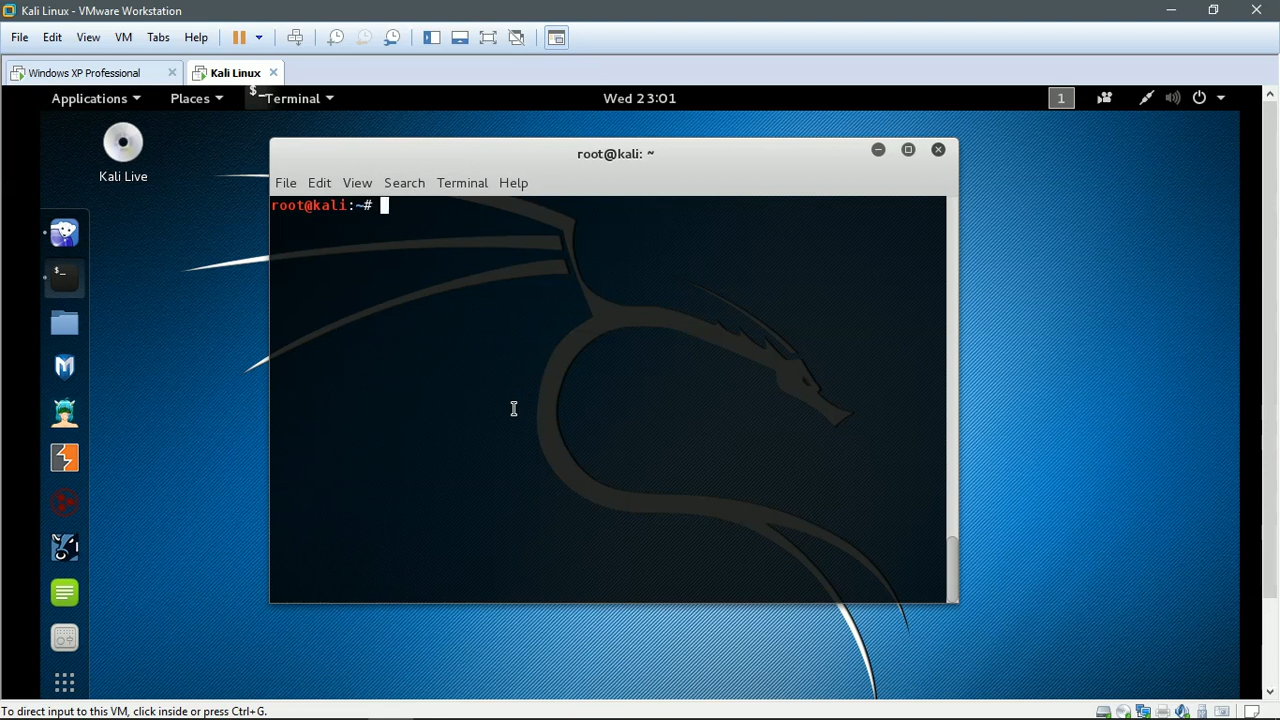 Kali Linux - VMware Workstation
File Edit View VM Tabs Help
Windows XP Professional Kali Linux
Applications Places $_ Terminal Wed 23:01 1
Kali Live
root@kali: ~
File Edit View Search Terminal Help
root@kali:~#
$_
To direct input to this VM, click inside or press Ctrl+G.